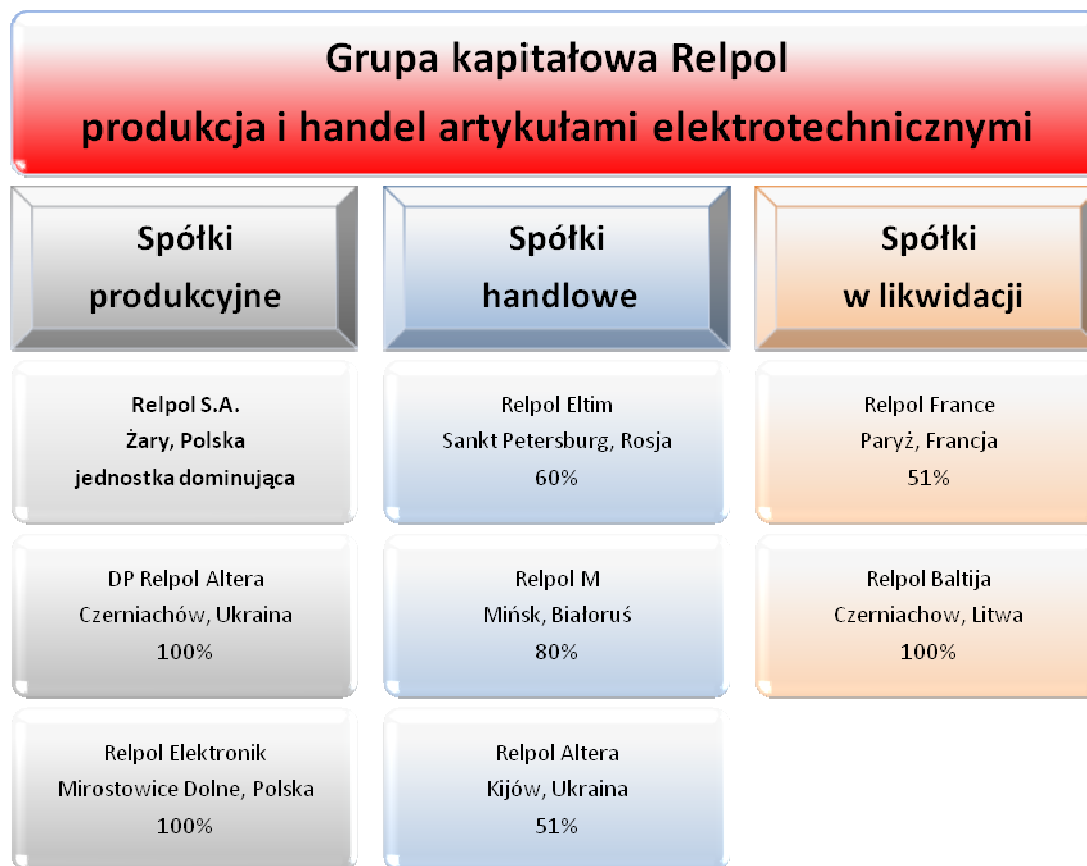 Grupa kapitałowa Relpol
produkcja i handel artykułami elektrotechnicznymi
Spółki
produkcyjne
Relpol S.A.
Żary, Polska
jednostka dominująca
DP Relpol Altera
Czerniachów, Ukraina
100%
Relpol Elektronik
Mirostowice Dolne, Polska
100%
Spółki
handlowe
Relpol Eltim
Sankt Petersburg, Rosja
60%
Relpol M
Mińsk, Białoruś
80%
Relpol Altera
Kijów, Ukraina
51%
Spółki
w likwidacji
Relpol France
Paryż, Francja
51%
Relpol Baltija
Czerniachow, Litwa
100%